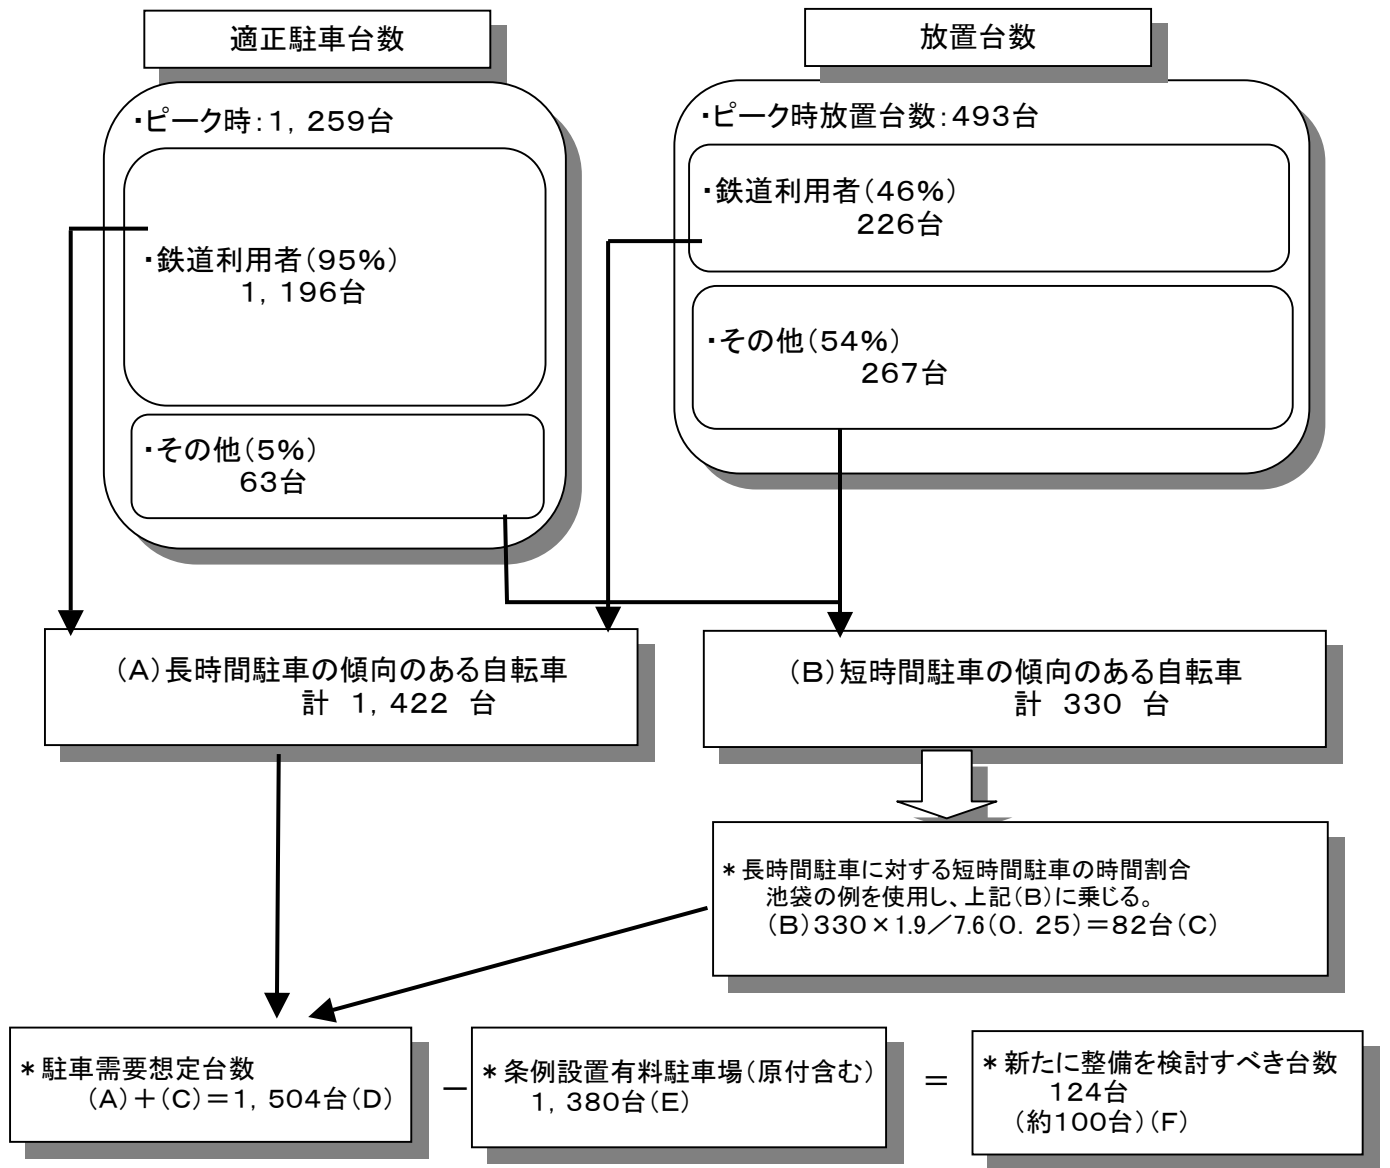 適正駐車台数
放置台数
・ピーク時:1,259台
・鉄道利用者(95%)
1,196台
・その他(5%)
63台
・ピーク時放置台数:493台
・鉄道利用者(46%)
226台
・その他(54%)
267台
(A)長時間駐車の傾向のある自転車
計 1,422 台
(B)短時間駐車の傾向のある自転車
計 330 台
*長時間駐車に対する短時間駐車の時間割合
池袋の例を使用し、上記(B)に乗じる。
(B)330×1.9/7.6(0.25)=82台(C)
*駐車需要想定台数
(A)+(C)=1,504台(D)
-
*条例設置有料駐車場(原付含む)
1,380台(E)
=
*新たに整備を検討すべき台数
124台
(約100台)(F)